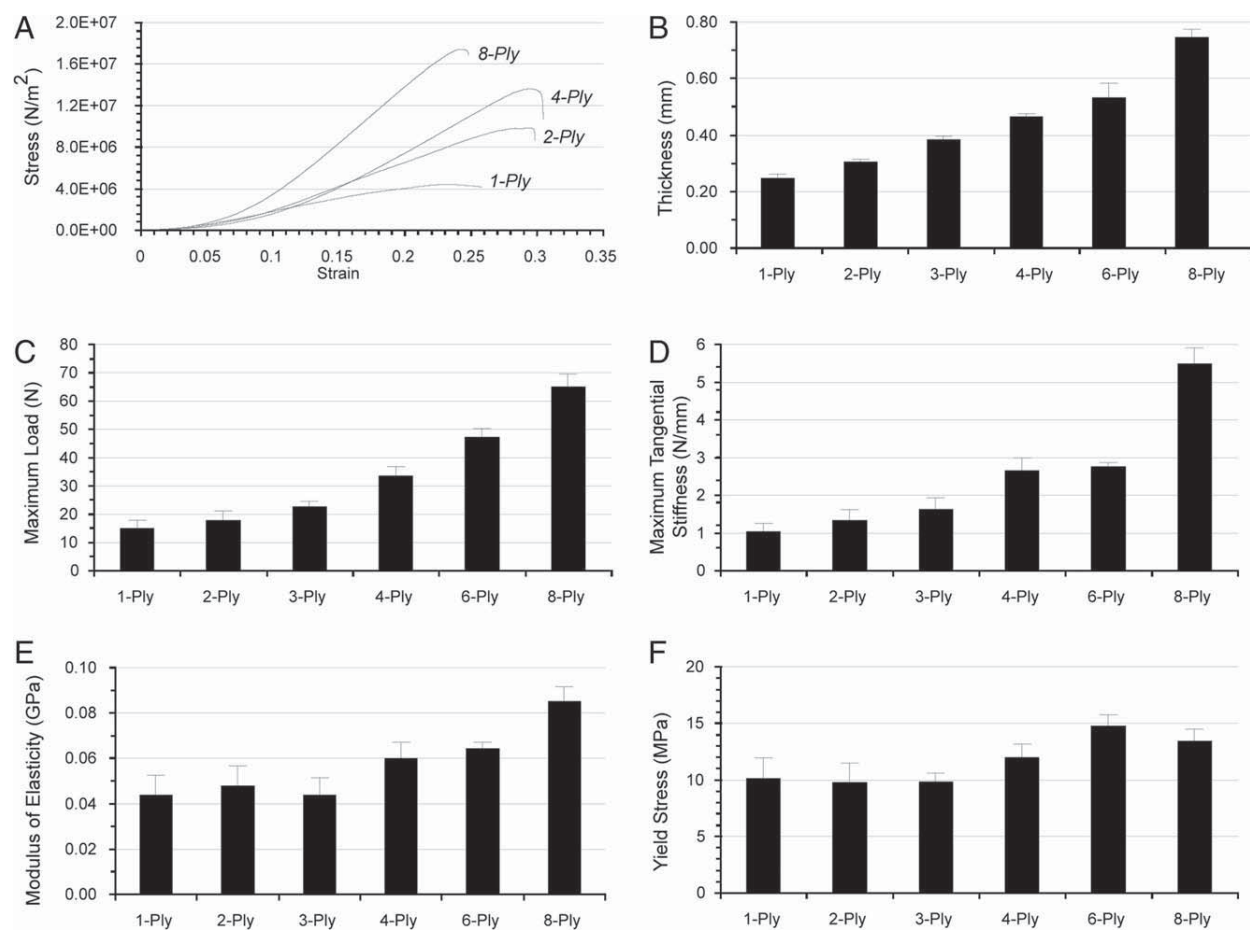 A
Stress (N/m²)
2.0E+07
1.6E+07
1.2E+07
8.0E+06
4.0E+06
0.0E+00
8-Ply
4-Ply
2-Ply
1-Ply
0 0.05 0.1 0.15 0.2 0.25 0.3 0.35
Strain
B
Thickness (mm)
0.80
0.60
0.40
0.20
0.00
1-Ply 2-Ply 3-Ply 4-Ply 6-Ply 8-Ply
C
Maximum Load (N)
80
70
60
50
40
30
20
10
0
1-Ply 2-Ply 3-Ply 4-Ply 6-Ply 8-Ply
D
Maximum Tangential
Stiffness (N/mm)
6
5
4
3
2
1
0
1-Ply 2-Ply 3-Ply 4-Ply 6-Ply 8-Ply
E
Modulus of Elasticity (GPa)
0.10
0.08
0.06
0.04
0.02
0.00
1-Ply 2-Ply 3-Ply 4-Ply 6-Ply 8-Ply
F
Yield Stress (MPa)
20
15
10
5
0
1-Ply 2-Ply 3-Ply 4-Ply 6-Ply 8-Ply